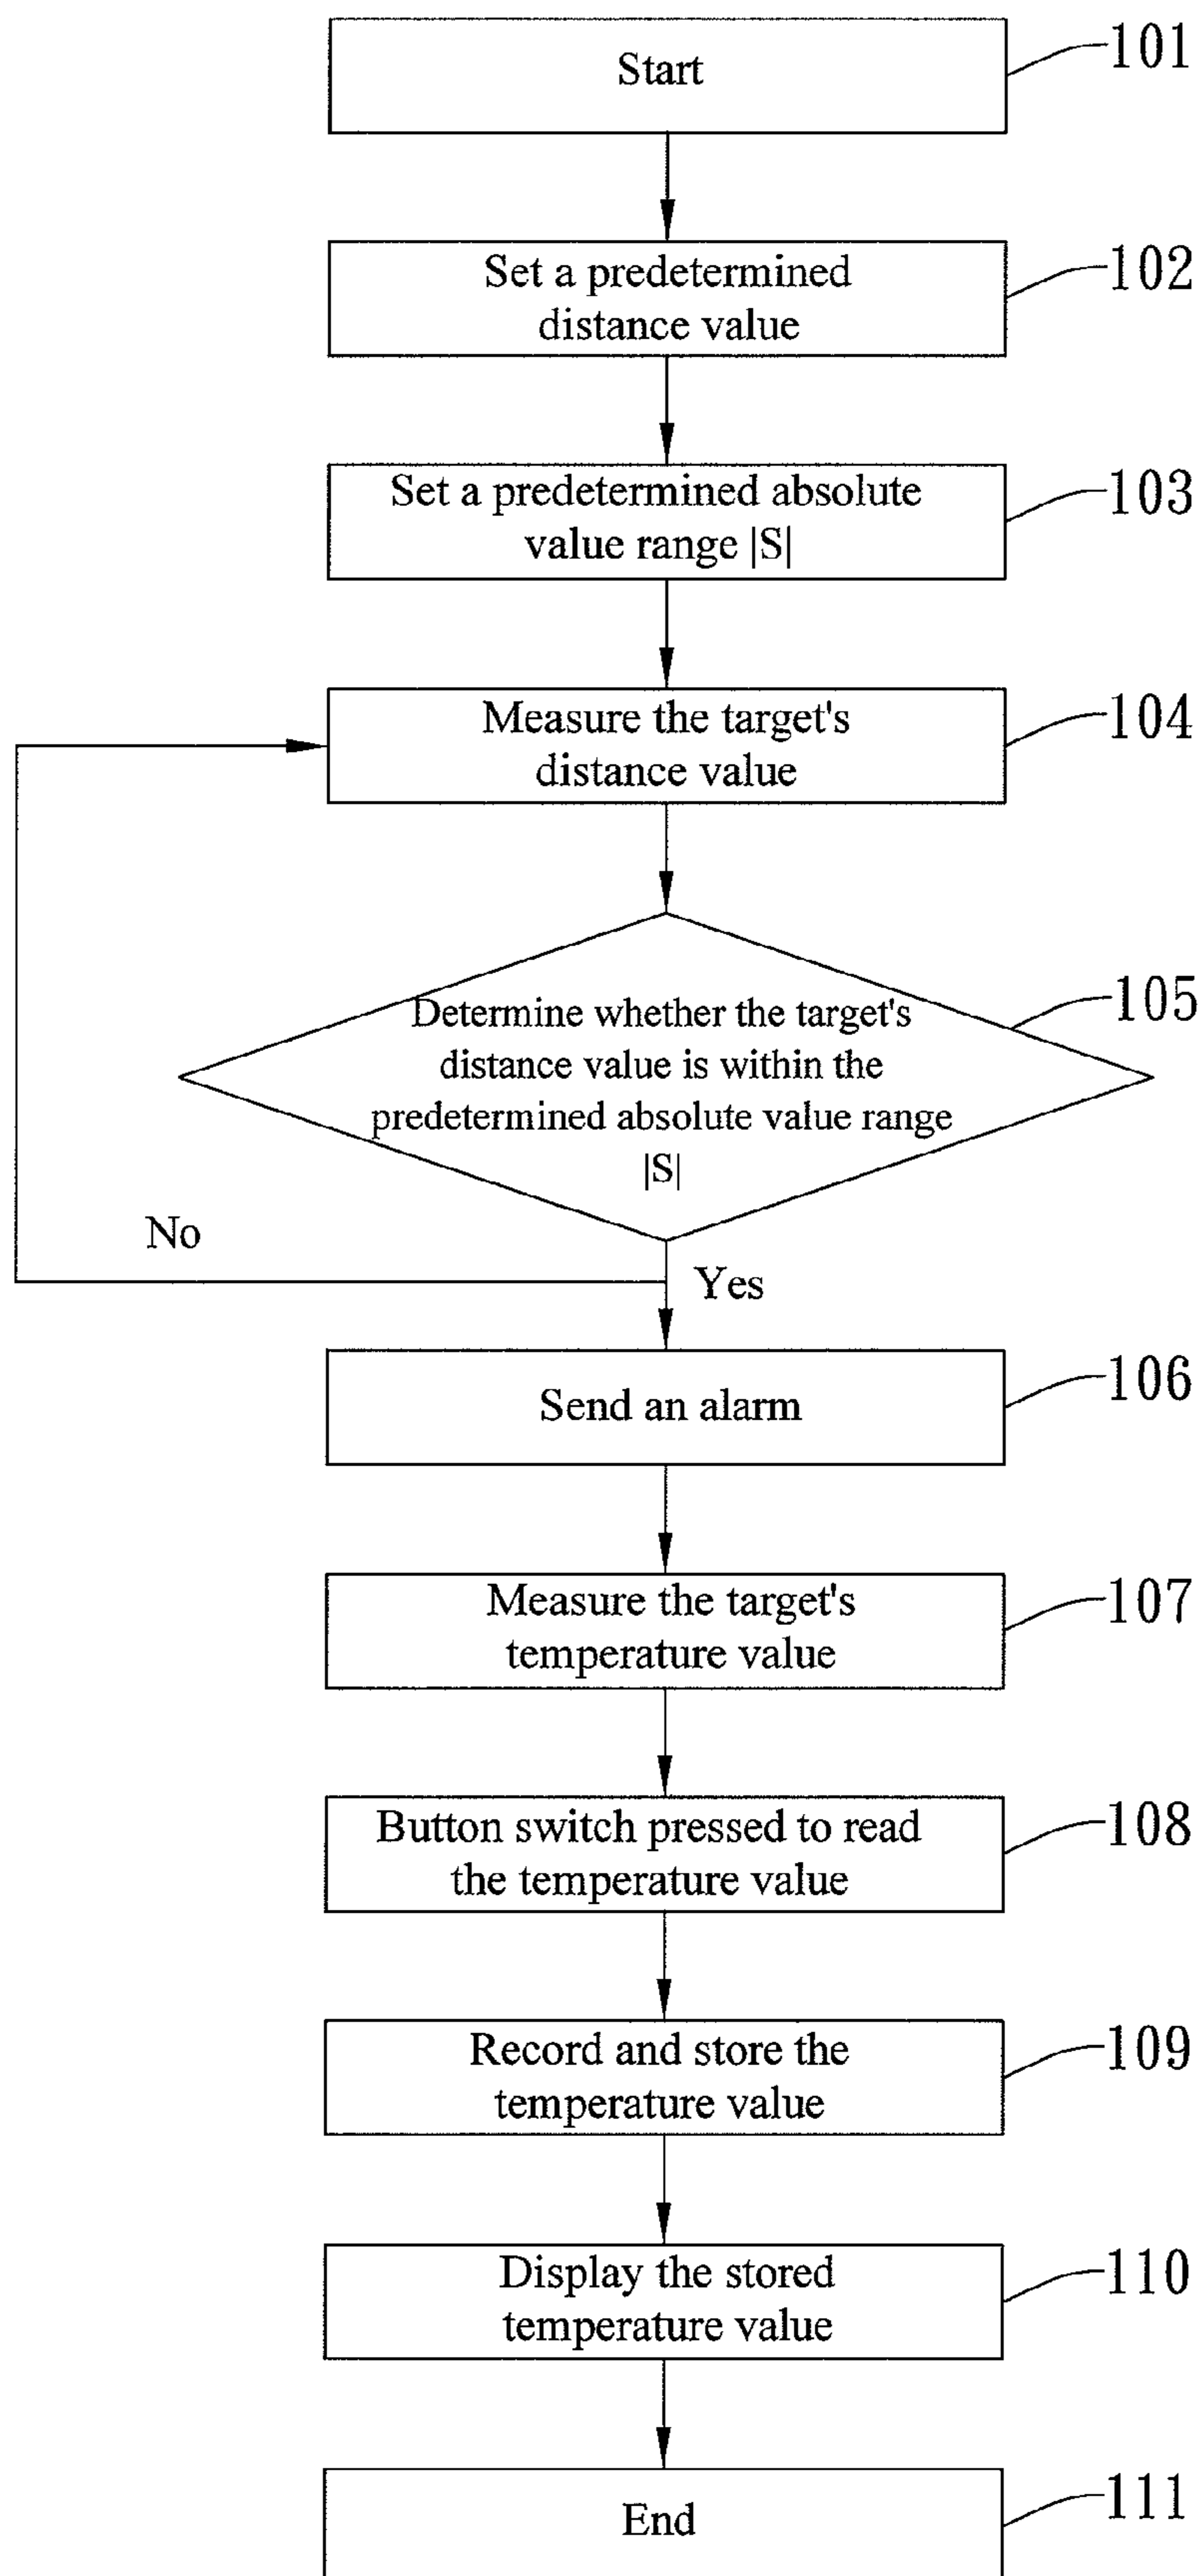 Start
101
Set a predetermined
distance value
102
Set a predetermined absolute
value range |S|
103
Measure the target's
distance value
104
Determine whether the target's
distance value is within the
predetermined absolute value range
|S|
105
No
Yes
Send an alarm
106
Measure the target's
temperature value
107
Button switch pressed to read
the temperature value
108
Record and store the
temperature value
109
Display the stored
temperature value
110
End
111